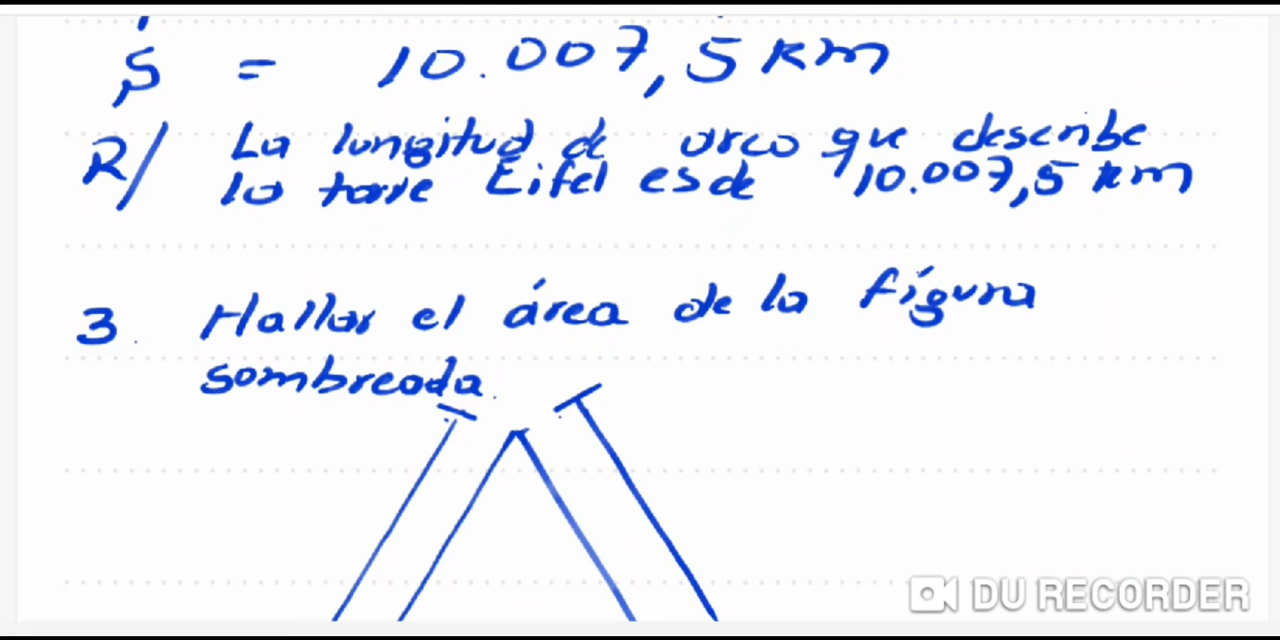 S = 10.007,5 km
R/ La longitud de arco que describe
la torre Eifel es de 10.007,5 km
3. Hallar el área de la figura
sombreada.
DU RECORDER